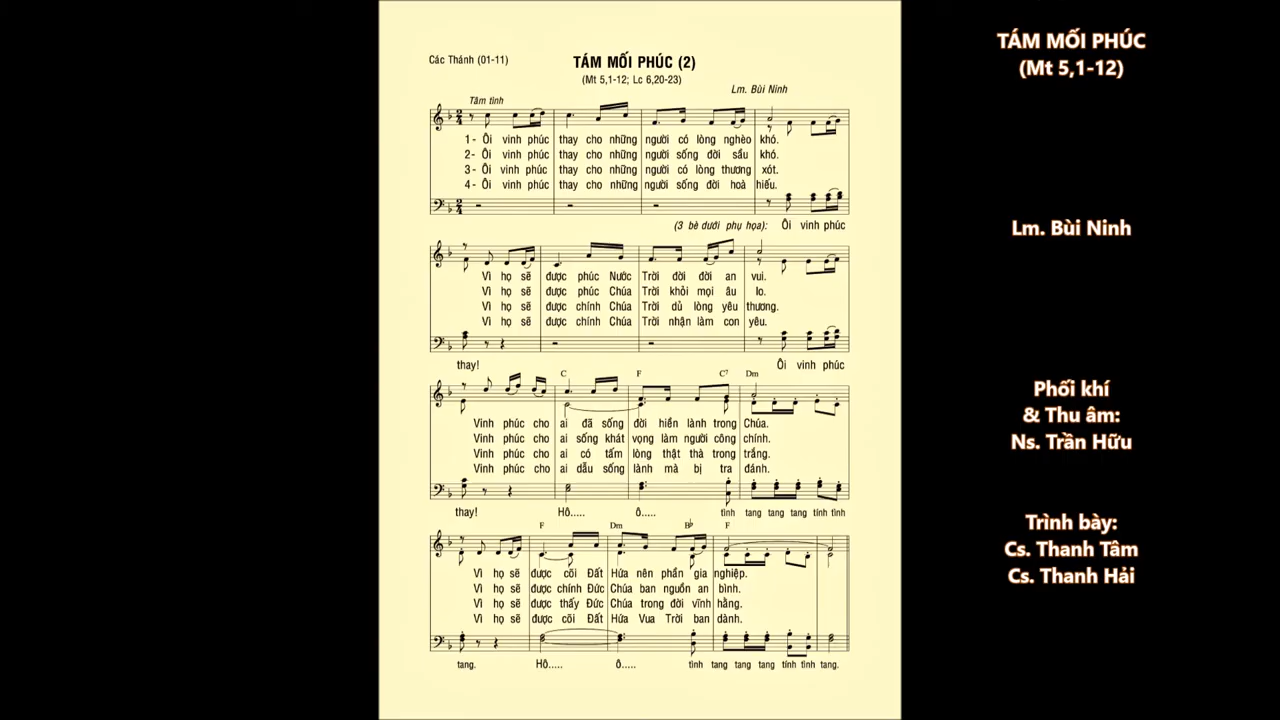 Các Thánh (01-11)
TÁM MỐI PHÚC (2)
(Mt 5,1-12; Lc 6,20-23)
Lm. Bùi Ninh
Tâm tình
1- Ôi vinh phúc thay cho những người có lòng nghèo khó.
2- Ôi vinh phúc thay cho những người sống đời sầu khó.
3- Ôi vinh phúc thay cho những người có lòng thương xót.
4- Ôi vinh phúc thay cho những người sống đời hoà hiếu.
(3 bè dưới phụ họa): Ôi vinh phúc
Vì họ sẽ được phúc Nước Trời đời đời an vui.
Vì họ sẽ được phúc Chúa Trời khỏi mọi âu lo.
Vì họ sẽ được chính Chúa Trời dủ lòng yêu thương.
Vì họ sẽ được chính Chúa Trời nhận làm con yêu.
thay! Ôi vinh phúc
C F C7 Dm
Vinh phúc cho ai đã sống đời hiền lành trong Chúa.
Vinh phúc cho ai sống khát vọng làm người công chính.
Vinh phúc cho ai có tấm lòng thật thà trong trắng.
Vinh phúc cho ai dẫu sống lành mà bị tra đánh.
thay! Hô..... ô..... tình tang tang tang tính tình
F Dm B♭ F
Vì họ sẽ được cõi Đất Hứa nên phần gia nghiệp.
Vì họ sẽ được chính Đức Chúa ban nguồn an bình.
Vì họ sẽ được thấy Đức Chúa trong đời vĩnh hằng.
Vì họ sẽ được cõi Đất Hứa Vua Trời ban dành.
tang. Hô..... ô..... tình tang tang tang tính tình tang.
TÁM MỐI PHÚC
(Mt 5,1-12)
Lm. Bùi Ninh
Phối khí
& Thu âm:
Ns. Trần Hữu
Trình bày:
Cs. Thanh Tâm
Cs. Thanh Hải